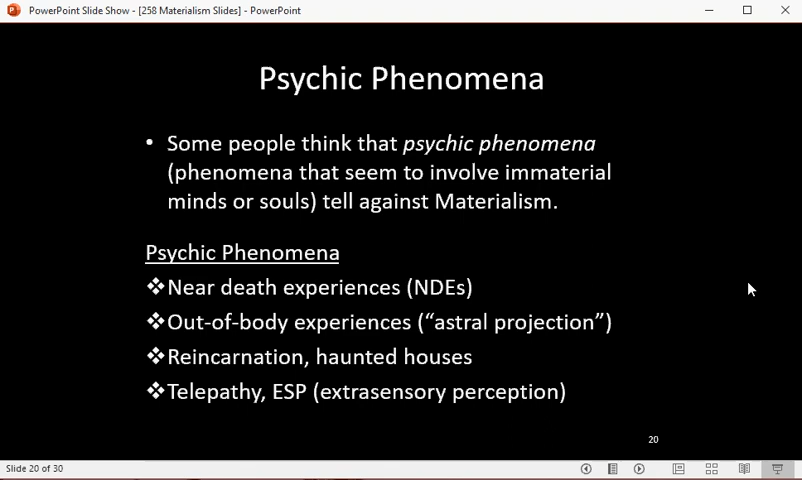 PowerPoint Slide Show - [258 Materialism Slides] - PowerPoint
Psychic Phenomena
• Some people think that psychic phenomena
(phenomena that seem to involve immaterial
minds or souls) tell against Materialism.
Psychic Phenomena
❖Near death experiences (NDEs)
❖Out-of-body experiences (“astral projection”)
❖Reincarnation, haunted houses
❖Telepathy, ESP (extrasensory perception)
20
Slide 20 of 30